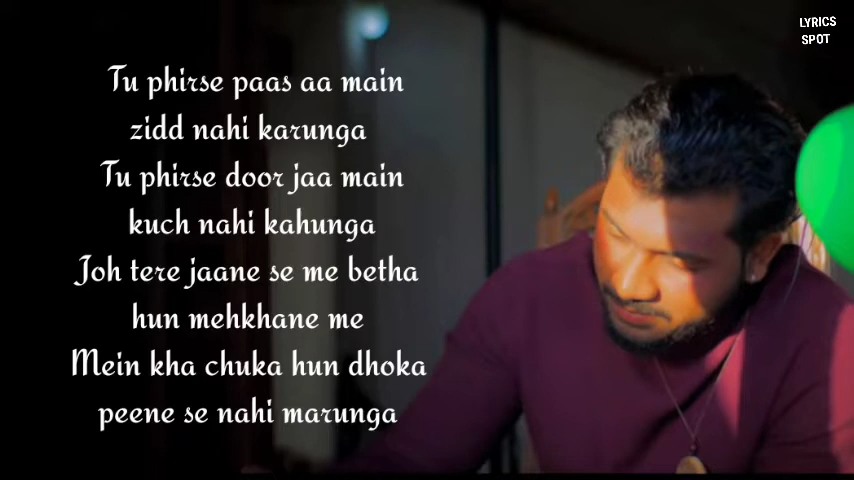 LYRICS
SPOT
Tu phirse paas aa main
zidd nahi karunga
Tu phirse door jaa main
kuch nahi kahunga
Joh tere jaane se me betha
hun mehkhane me
Mein kha chuka hun dhoka
peene se nahi marunga